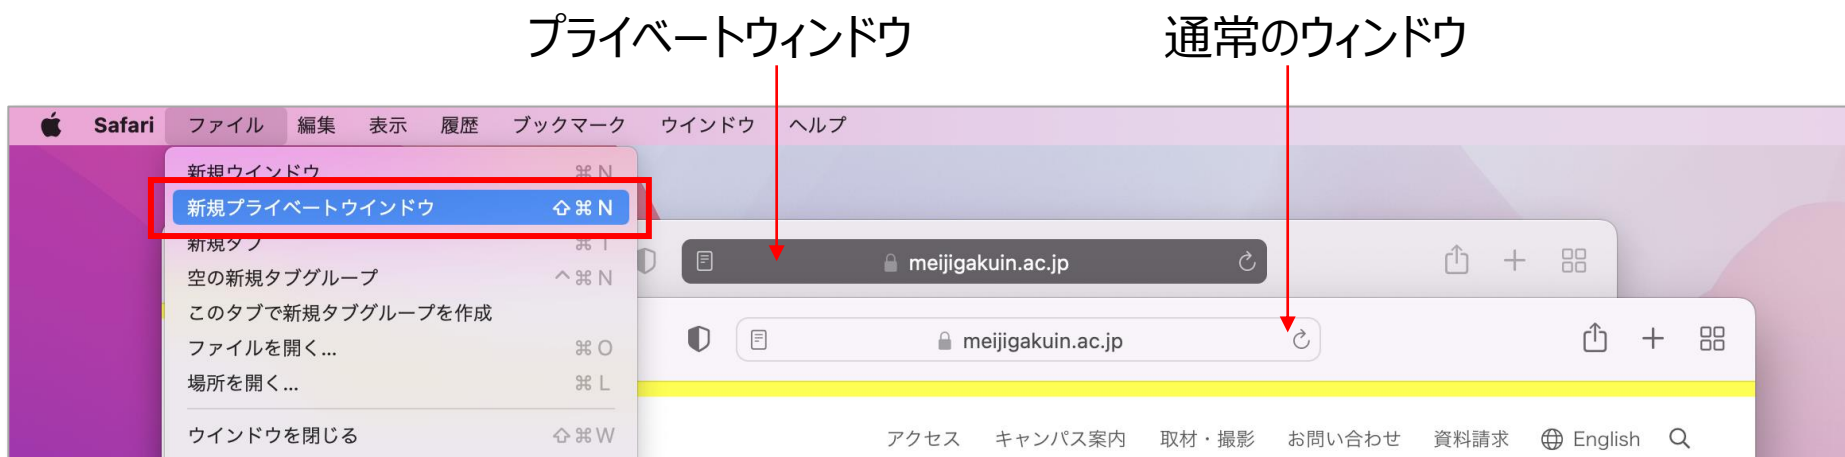 プライベートウィンドウ 通常のウィンドウ
Safari ファイル 編集 表示 履歴 ブックマーク ウインドウ ヘルプ
新規ウインドウ ⌘N
新規プライベートウインドウ ⇧⌘N
新規タブ ⌘T
meijigakuin.ac.jp
空の新規タブグループ ^⌘N
このタブで新規タブグループを作成
meijigakuin.ac.jp
ファイルを開く... ⌘O
場所を開く... ⌘L
ウインドウを閉じる ⇧⌘W
アクセス キャンパス案内 取材・撮影 お問い合わせ 資料請求 English